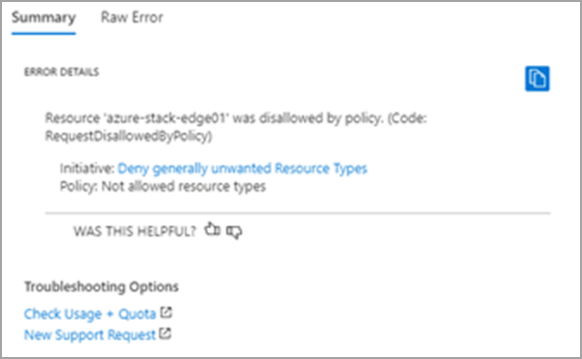 Summary Raw Error
ERROR DETAILS
Resource 'azure-stack-edge01' was disallowed by policy. (Code:
RequestDisallowedByPolicy)
Initiative: Deny generally unwanted Resource Types
Policy: Not allowed resource types
WAS THIS HELPFUL?
Troubleshooting Options
Check Usage + Quota
New Support Request